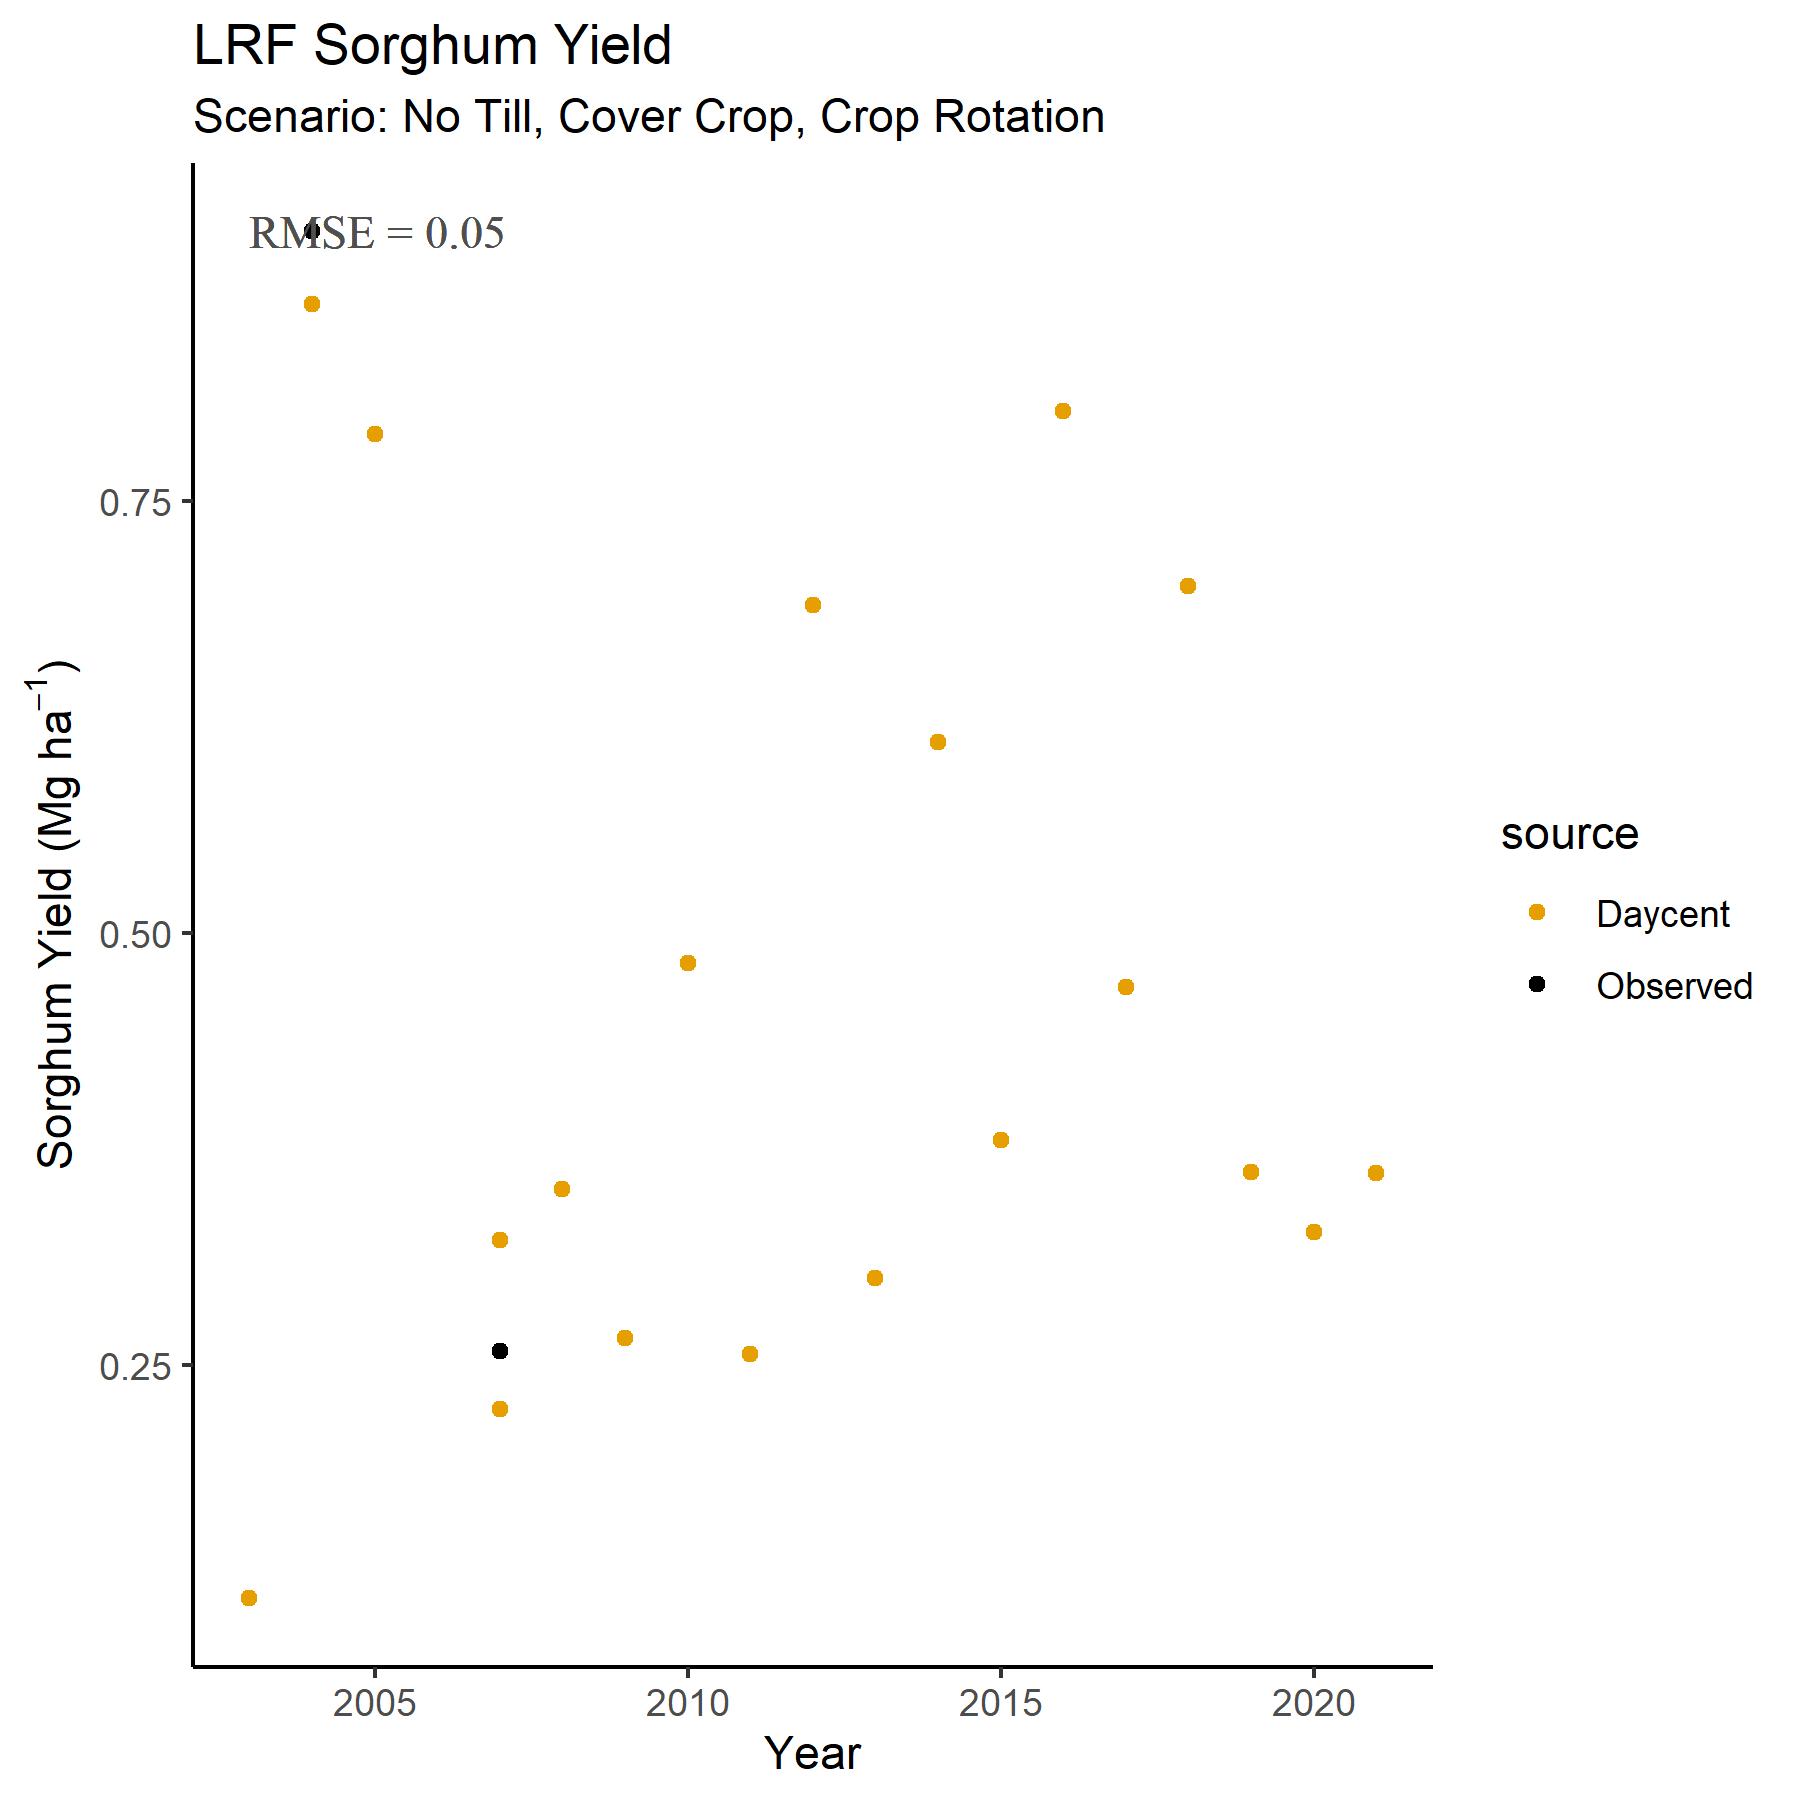 LRF Sorghum Yield
Scenario: No Till, Cover Crop, Crop Rotation
RMSE = 0.05
0.75
0.50
0.25
Sorghum Yield (Mg ha⁻¹)
2005 2010 2015 2020
Year
source
Daycent
Observed